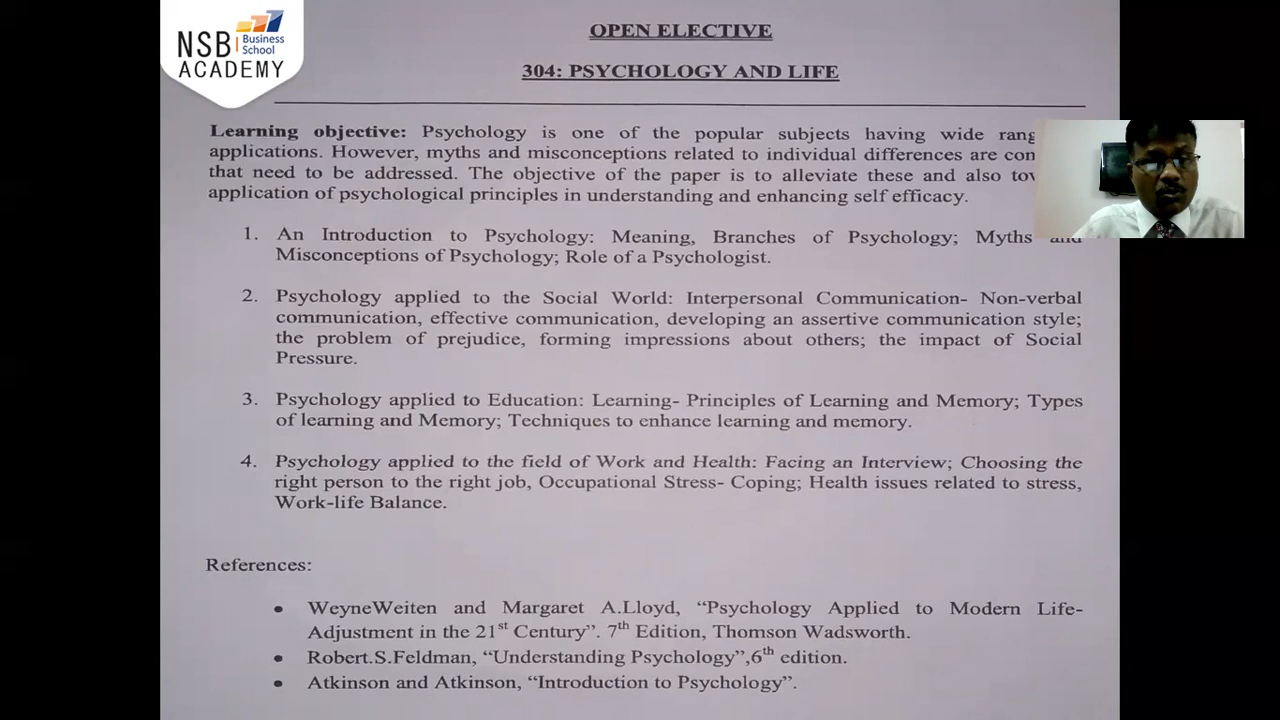 NSB Business
School
ACADEMY
OPEN ELECTIVE
304: PSYCHOLOGY AND LIFE
Learning objective: Psychology is one of the popular subjects having wide rang
applications. However, myths and misconceptions related to individual differences are
that need to be addressed. The objective of the paper is to alleviate these and also
application of psychological principles in understanding and enhancing self efficacy.
1. An Introduction to Psychology: Meaning, Branches of Psychology; Myths and
Misconceptions of Psychology; Role of a Psychologist.
2. Psychology applied to the Social World: Interpersonal Communication- Non-verbal
communication, effective communication, developing an assertive communication style;
the problem of prejudice, forming impressions about others; the impact of Social
Pressure.
3. Psychology applied to Education: Learning- Principles of Learning and Memory; Types
of learning and Memory; Techniques to enhance learning and memory.
4. Psychology applied to the field of Work and Health: Facing an Interview; Choosing the
right person to the right job, Occupational Stress- Coping; Health issues related to stress,
Work-life Balance.
References:
• WeyneWeiten and Margaret A.Lloyd, “Psychology Applied to Modern Life-
Adjustment in the 21st Century”. 7th Edition, Thomson Wadsworth.
• Robert.S.Feldman, “Understanding Psychology”,6th edition.
• Atkinson and Atkinson, “Introduction to Psychology”.